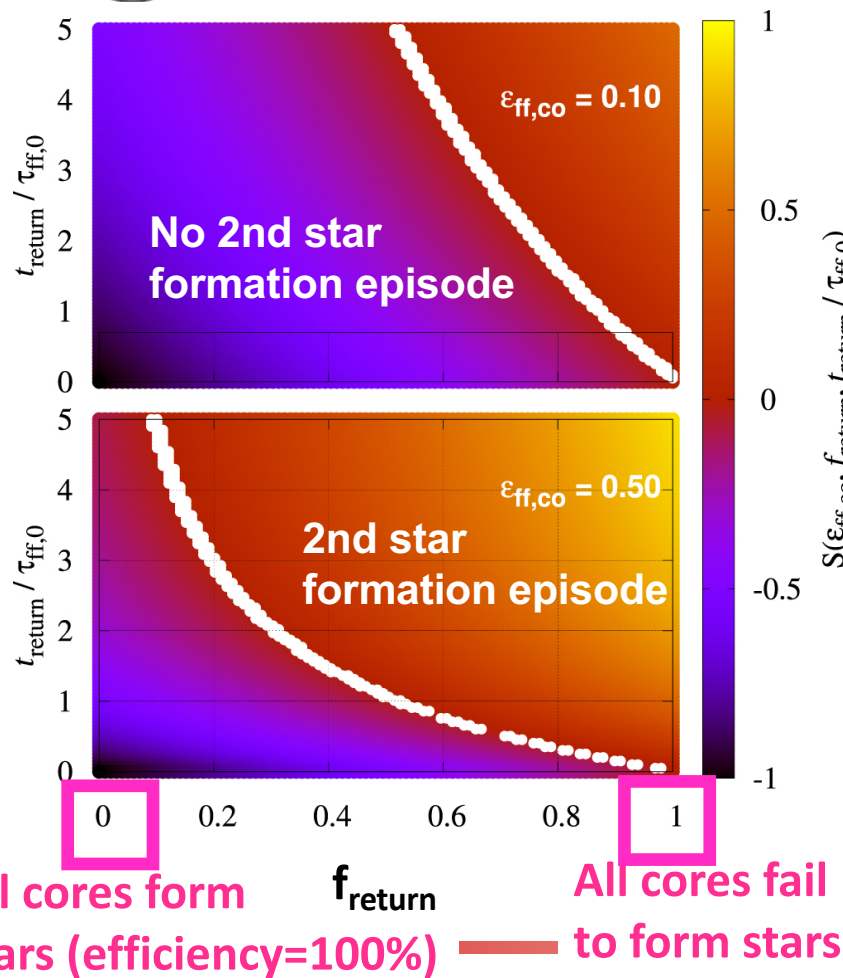 5
4
3
2
1
0
t_return / τ_ff,0
ε_ff,co = 0.10
No 2nd star
formation episode
5
4
3
2
1
0
t_return / τ_ff,0
ε_ff,co = 0.50
2nd star
formation episode
0 0.2 0.4 0.6 0.8 1
f_return
1
0.5
0
-0.5
-1
cores form
(efficiency=100%)
All cores fail
to form stars